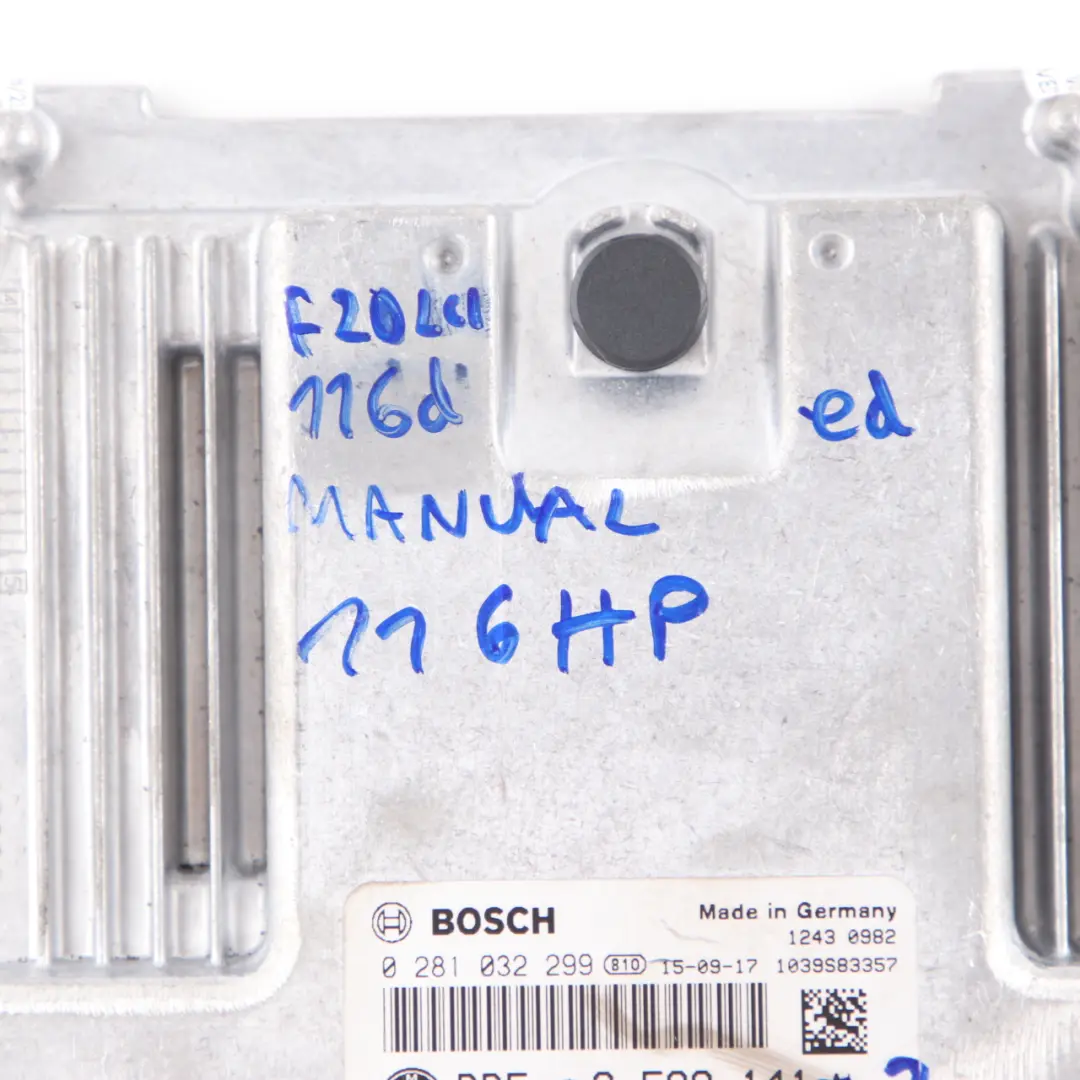 F20LCI
116d
ed
MANUAL
116HP
BOSCH
Made in Germany
1243 0982
0 281 032 299 810 15-09-17 1039S83357